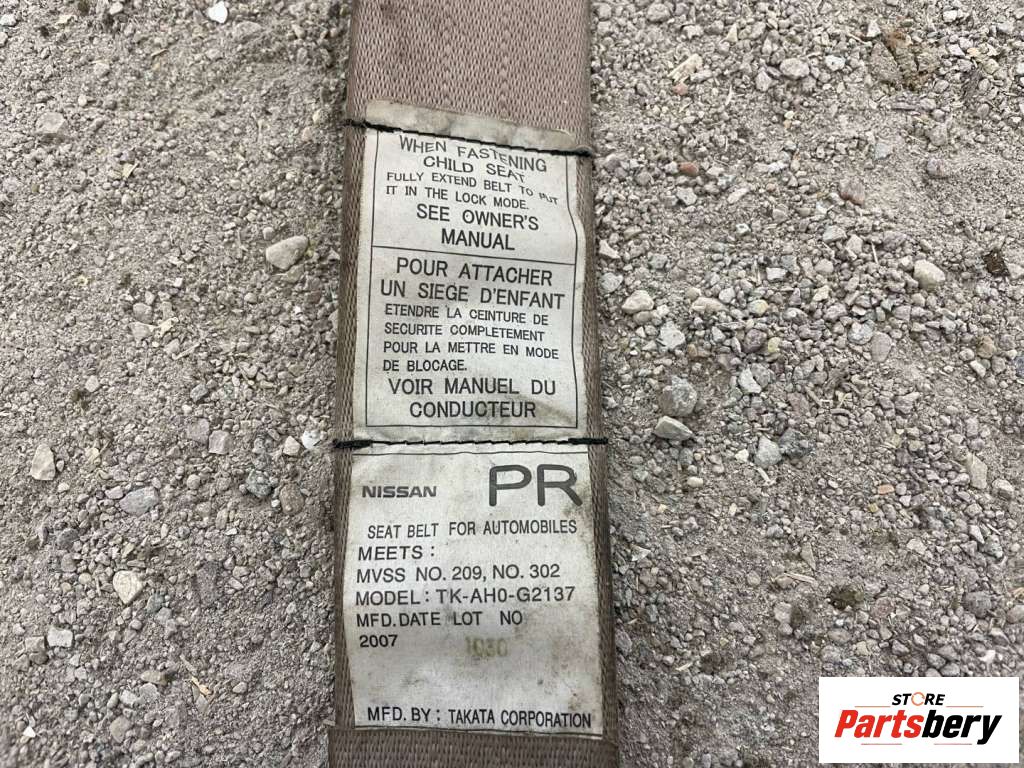 WHEN FASTENING
CHILD SEAT
FULLY EXTEND BELT TO PUT
IT IN THE LOCK MODE.
SEE OWNER'S
MANUAL
POUR ATTACHER
UN SIEGE D'ENFANT
ETENDRE LA CEINTURE DE
SECURITE COMPLETEMENT
POUR LA METTRE EN MODE
DE BLOCAGE.
VOIR MANUEL DU
CONDUCTEUR
NISSAN PR
SEAT BELT FOR AUTOMOBILES
MEETS:
MVSS NO. 209, NO. 302
MODEL: TK-AH0-G2137
MFD. DATE LOT NO
2007 1030
MFD. BY: TAKATA CORPORATION
STORE
Partsbery